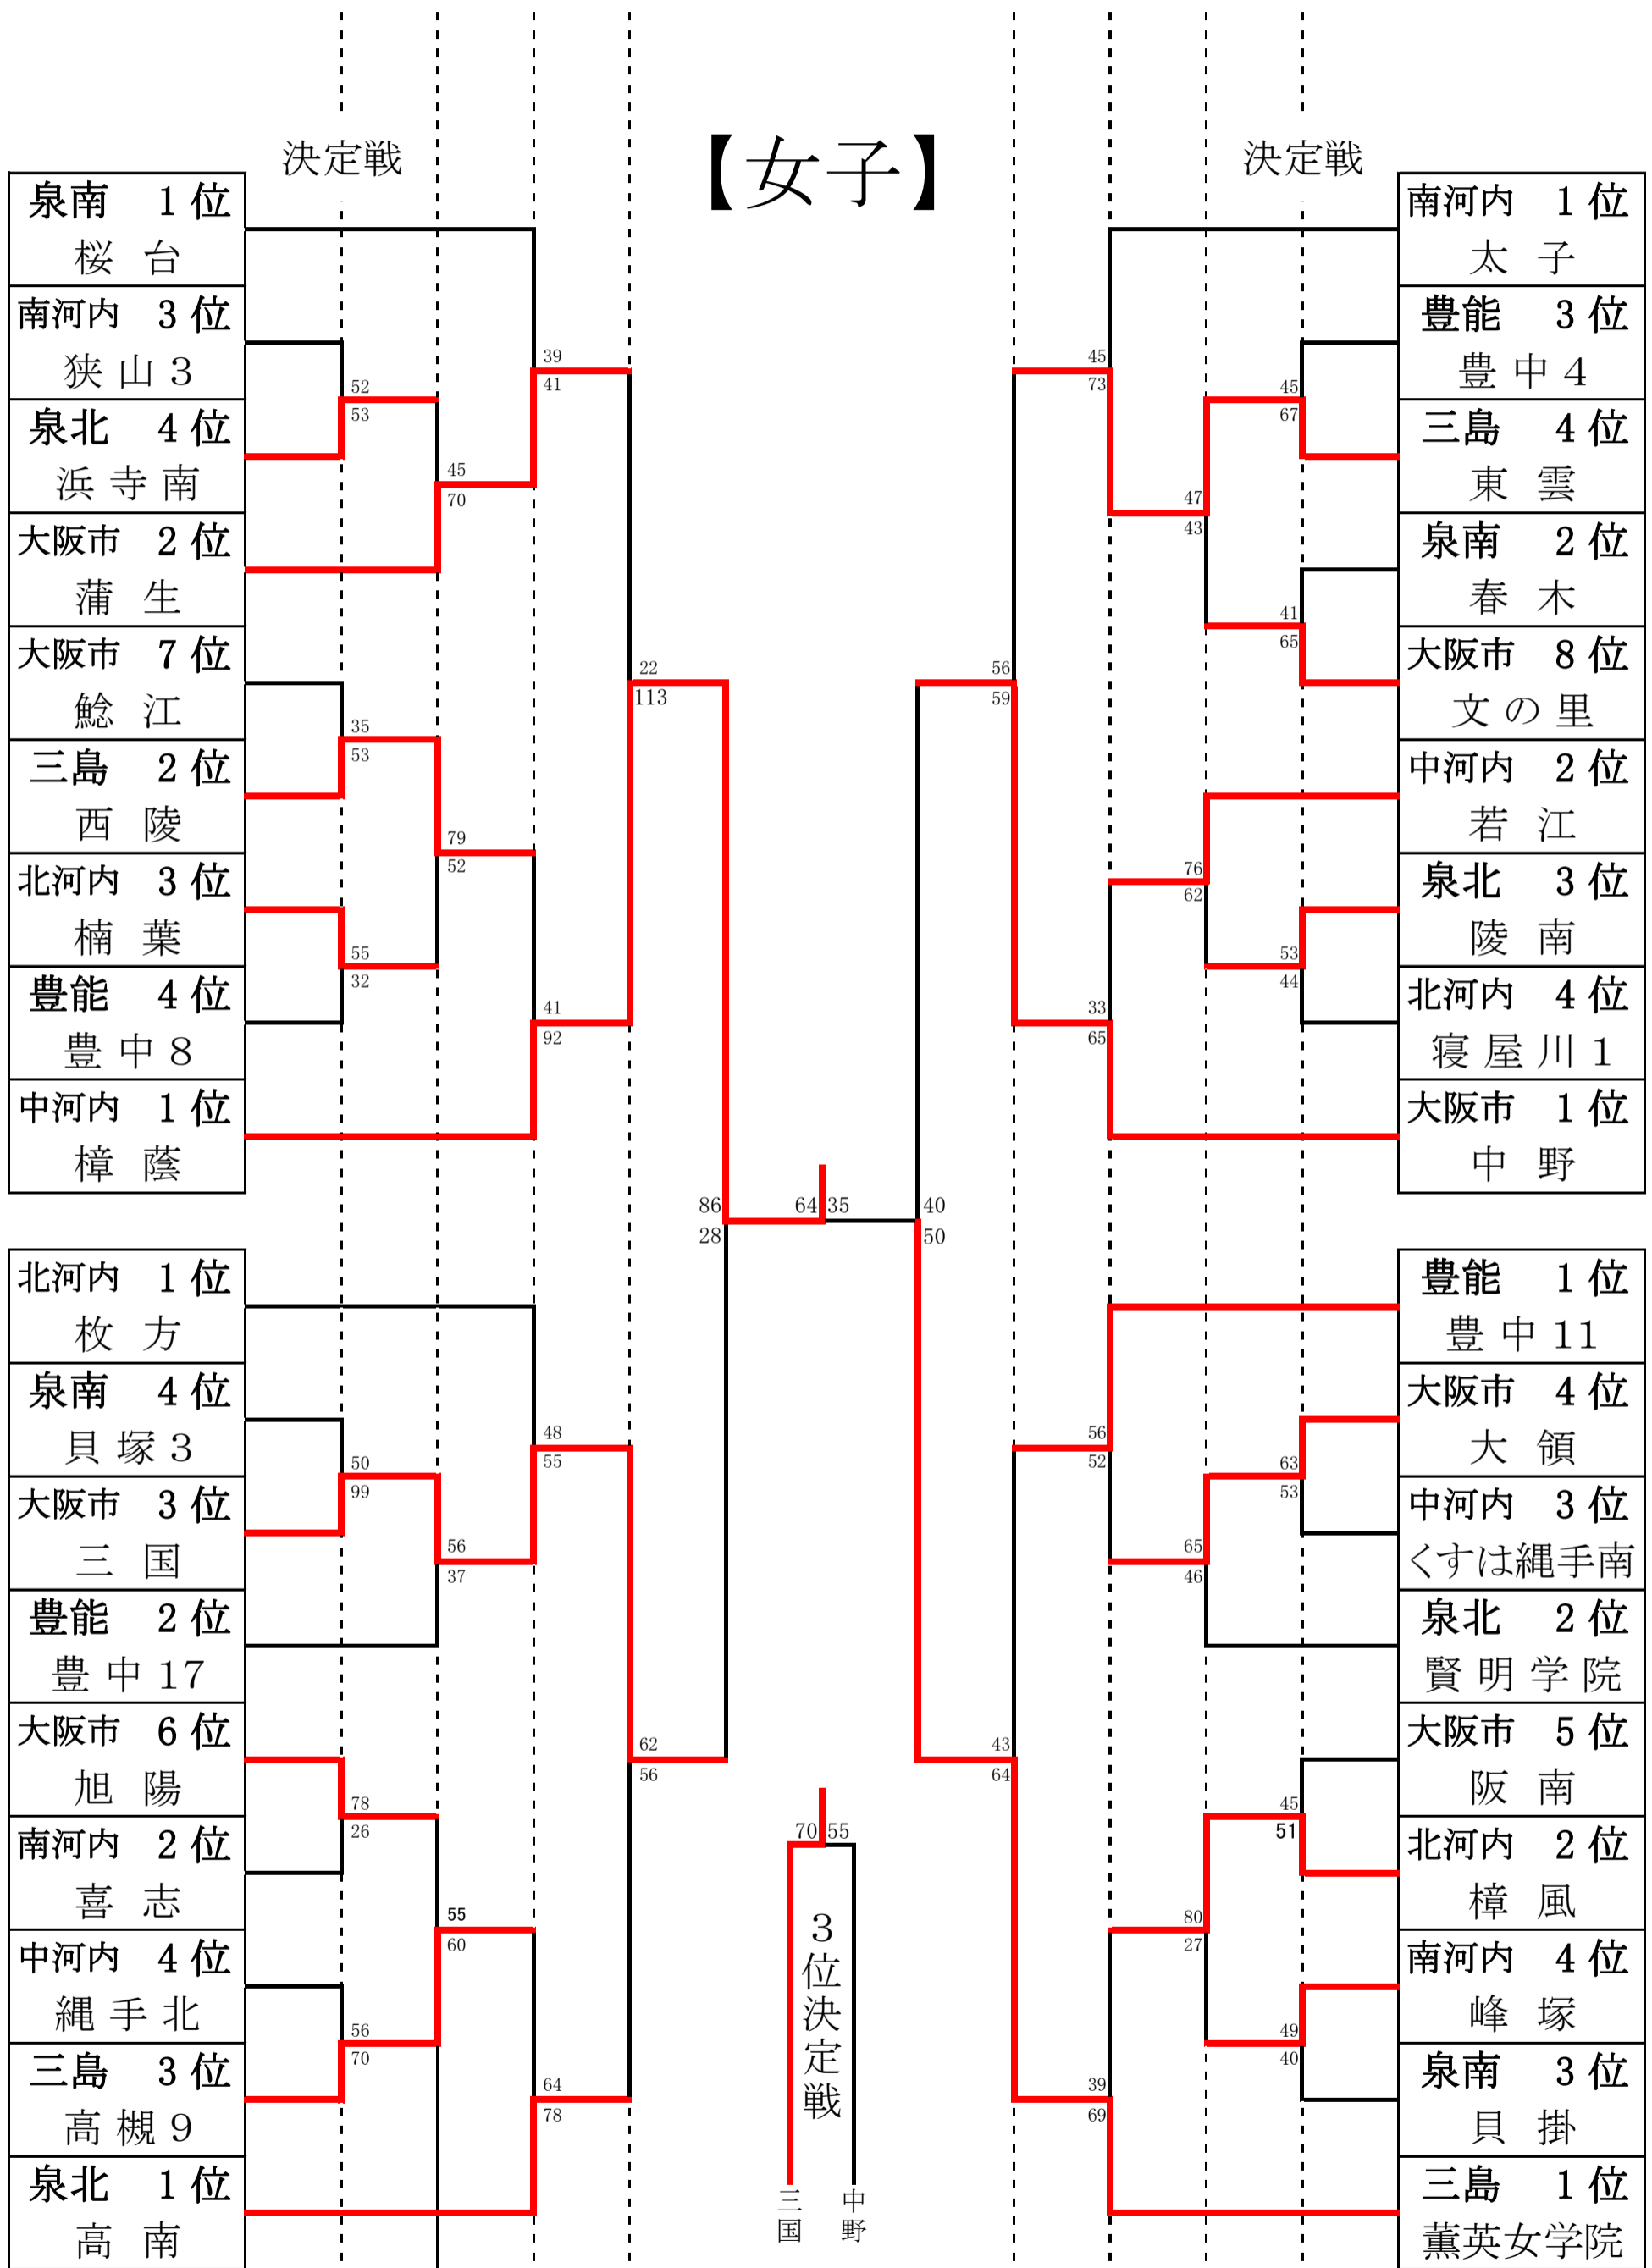 【女子】
決定戦
決定戦
泉南 1位
桜台
南河内 3位
狭山3
泉北 4位
浜寺南
大阪市 2位
蒲生
大阪市 7位
鯰江
三島 2位
西陵
北河内 3位
楠葉
豊能 4位
豊中8
中河内 1位
樟蔭
52
53
45
70
39
41
35
53
79
52
55
32
41
92
22
113
北河内 1位
枚方
泉南 4位
貝塚3
大阪市 3位
三国
豊能 2位
豊中17
大阪市 6位
旭陽
南河内 2位
喜志
中河内 4位
縄手北
三島 3位
高槻9
泉北 1位
高南
50
99
56
37
48
55
78
26
55
60
56
70
64
78
62
56
86
28
64 35
40
50
南河内 1位
太子
豊能 3位
豊中4
三島 4位
東雲
泉南 2位
春木
大阪市 8位
文の里
中河内 2位
若江
泉北 3位
陵南
北河内 4位
寝屋川1
大阪市 1位
中野
45
73
45
67
47
43
41
65
56
59
76
62
53
44
33
65
豊能 1位
豊中11
大阪市 4位
大領
中河内 3位
くすは縄手南
泉北 2位
賢明学院
大阪市 5位
阪南
北河内 2位
樟風
南河内 4位
峰塚
泉南 3位
貝掛
三島 1位
薫英女学院
56
52
63
53
65
46
43
64
45
51
80
27
49
40
39
69
70 55
3位決定戦
三国
中野